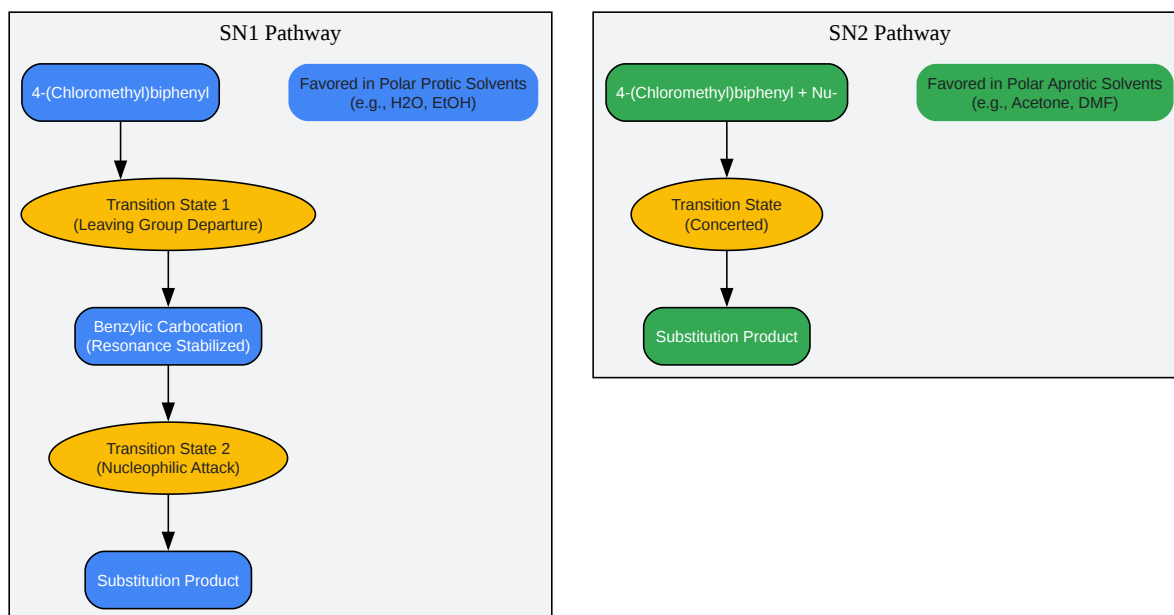 SN1 Pathway
4-(Chloromethyl)biphenyl
Favored in Polar Protic Solvents
(e.g., H2O, EtOH)
Transition State 1
(Leaving Group Departure)
Benzylic Carbocation
(Resonance Stabilized)
Transition State 2
(Nucleophilic Attack)
Substitution Product
SN2 Pathway
4-(Chloromethyl)biphenyl + Nu-
Favored in Polar Aprotic Solvents
(e.g., Acetone, DMF)
Transition State
(Concerted)
Substitution Product